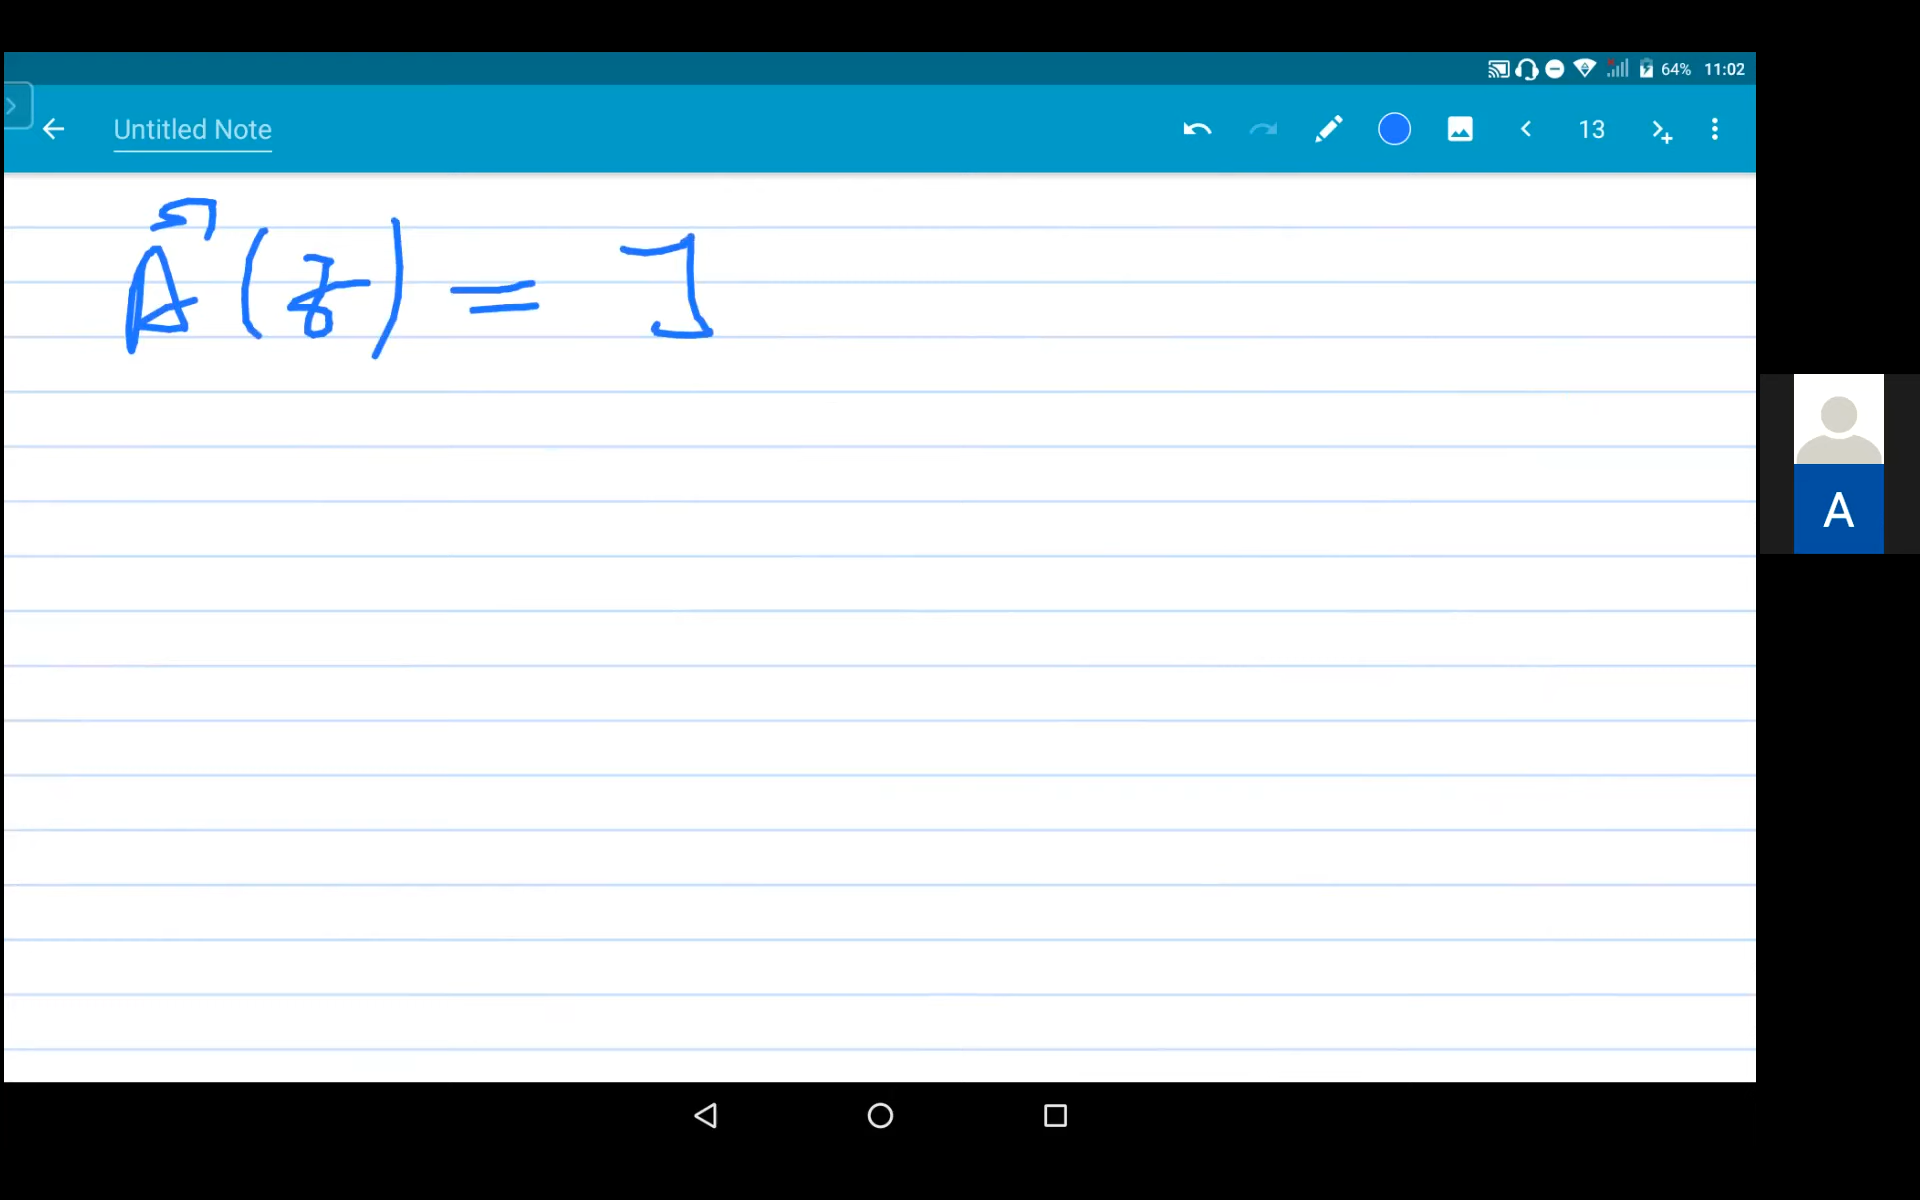 64% 11:02
Untitled Note 13
A (z) =
A